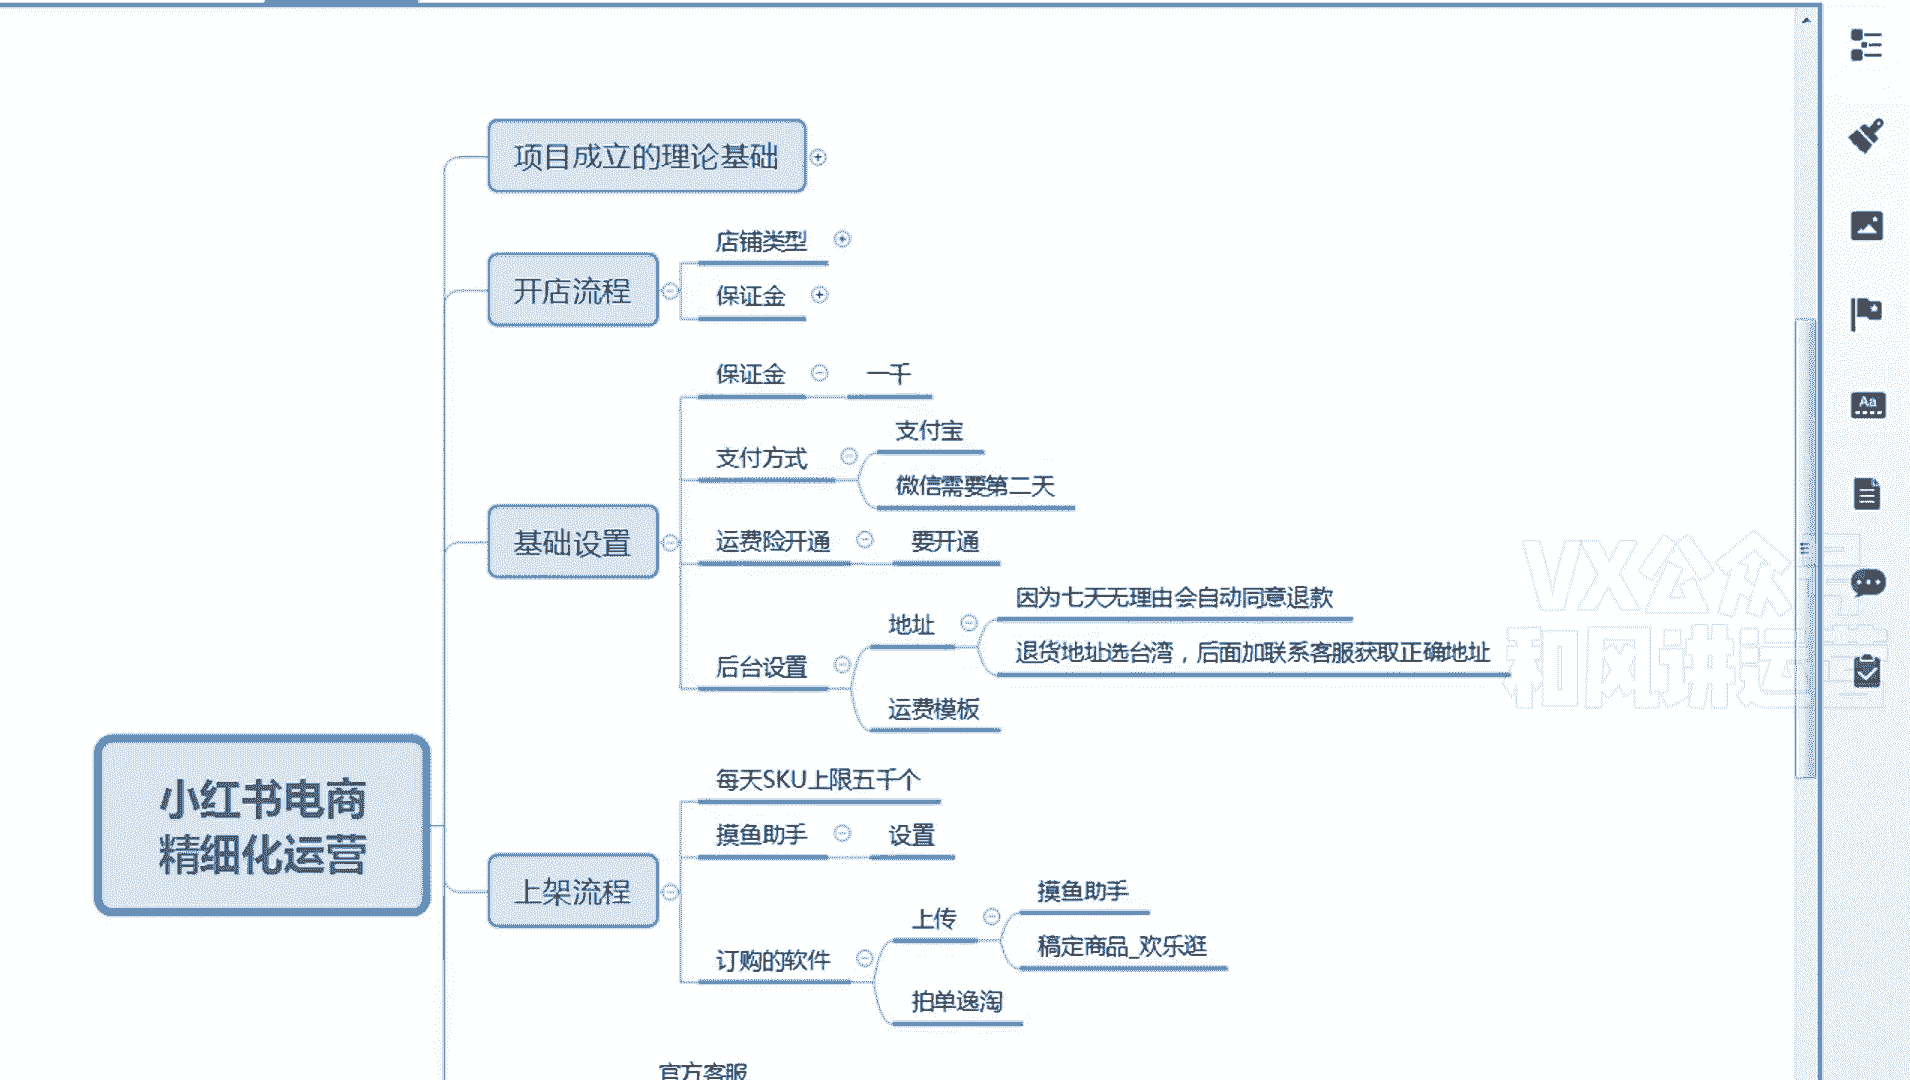 项目成立的理论基础
店铺类型
开店流程
保证金
保证金
一千
支付宝
支付方式
微信需要第二天
运费险开通
要开通
基础设置
因为七天无理由会自动同意退款
地址
退货地址选台湾，后面加联系客服获取正确地址
后台设置
运费模板
小红书电商
精细化运营
每天SKU上限五千个
摸鱼助手
设置
上架流程
摸鱼助手
上传
稿定商品_欢乐逛
订购的软件
拍单逸淘
官方客服
Aa
VX公众号
和风讲运营